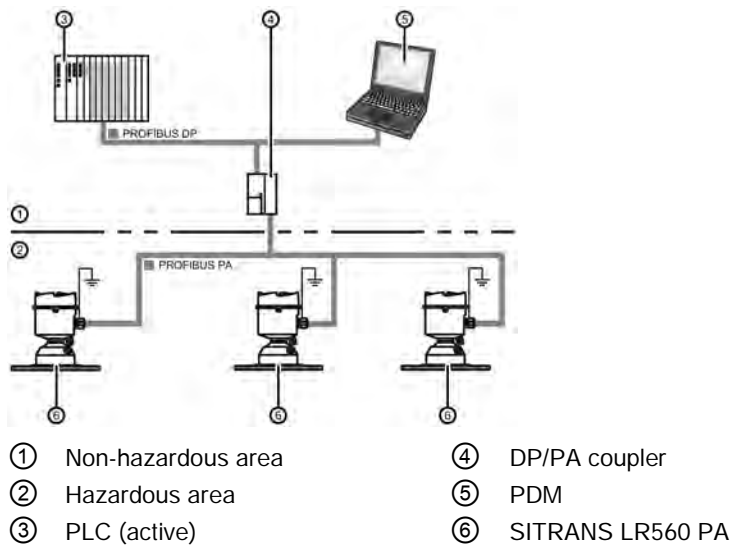 ③ ④ ⑤
PROFIBUS DP
①
②
PROFIBUS PA
⑥ ⑥ ⑥
① Non-hazardous area ④ DP/PA coupler
② Hazardous area ⑤ PDM
③ PLC (active) ⑥ SITRANS LR560 PA